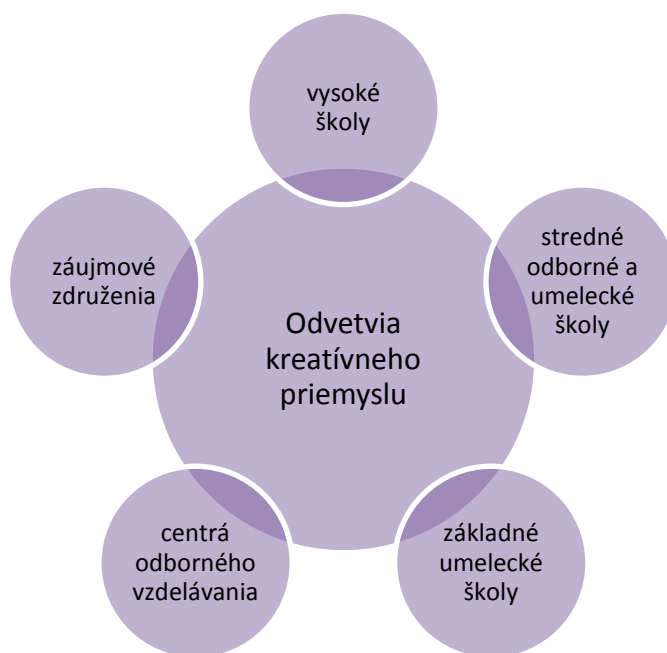 vysoké
školy
stredné
odborné a
umelecké
školy
záujmové
združenia
Odvetvia
kreatívneho
priemyslu
centrá
odborného
vzdelávania
základné
umelecké
školy